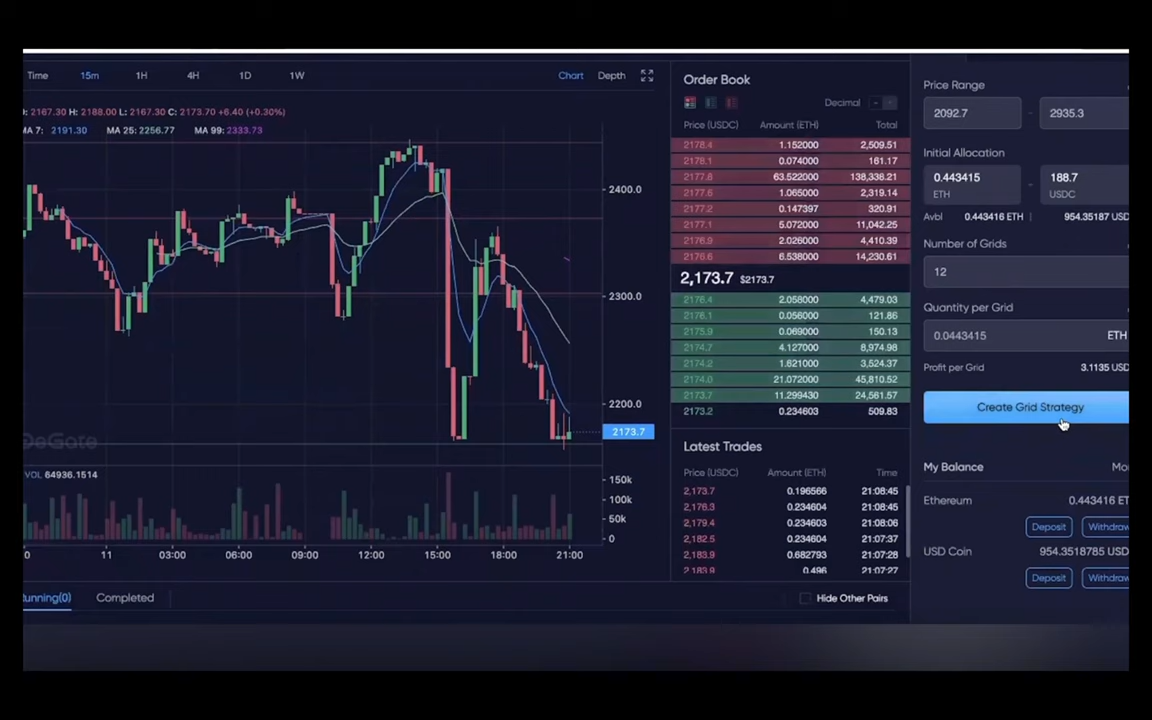 Time 15m 1H 4H 1D 1W Chart Depth
2167.30 H: 2188.00 L: 2167.30 C: 2173.70 +6.40 (+0.30%)
MA 7: 2191.30 MA 25: 2256.77 MA 99: 2333.73
2400.0
2300.0
2200.0
2173.7
DeGate
VOL 64936.1514
150k
100k
50k
0
11 03:00 06:00 09:00 12:00 15:00 18:00 21:00
Order Book
Decimal -
Price (USDC) Amount (ETH) Total
2178.4 1.152000 2,509.51
2178.1 0.074000 161.17
2177.8 63.522000 138,338.21
2177.6 1.065000 2,319.14
2177.2 0.147397 320.91
2177.1 5.072000 11,042.25
2176.9 2.026000 4,410.39
2176.6 6.538000 14,230.61
2,173.7 $2173.7
2176.4 2.058000 4,479.03
2176.1 0.056000 121.86
2175.9 0.069000 150.13
2174.7 4.127000 8,974.98
2174.2 1.621000 3,524.37
2174.0 21.072000 45,810.52
2173.7 11.299430 24,561.57
2173.2 0.234603 509.83
Latest Trades
Price (USDC) Amount (ETH) Time
2,173.7 0.196566 21:08:45
2,176.3 0.234604 21:08:45
2,179.4 0.234603 21:08:06
2,182.5 0.234604 21:07:37
2,183.9 0.682793 21:07:28
2,183.9 0.496 21:07:27
Price Range
2092.7 - 2935.3
Initial Allocation
0.443415 - 188.7
ETH USDC
Avbl 0.443416 ETH | 954.35187 USD
Number of Grids
12
Quantity per Grid
0.0443415 ETH
Profit per Grid 3.1135 USD
Create Grid Strategy
My Balance Mo
Ethereum 0.443416 ET
Deposit Withdraw
USD Coin 954.3518785 USD
Deposit Withdraw
unning(0) Completed Hide Other Pairs